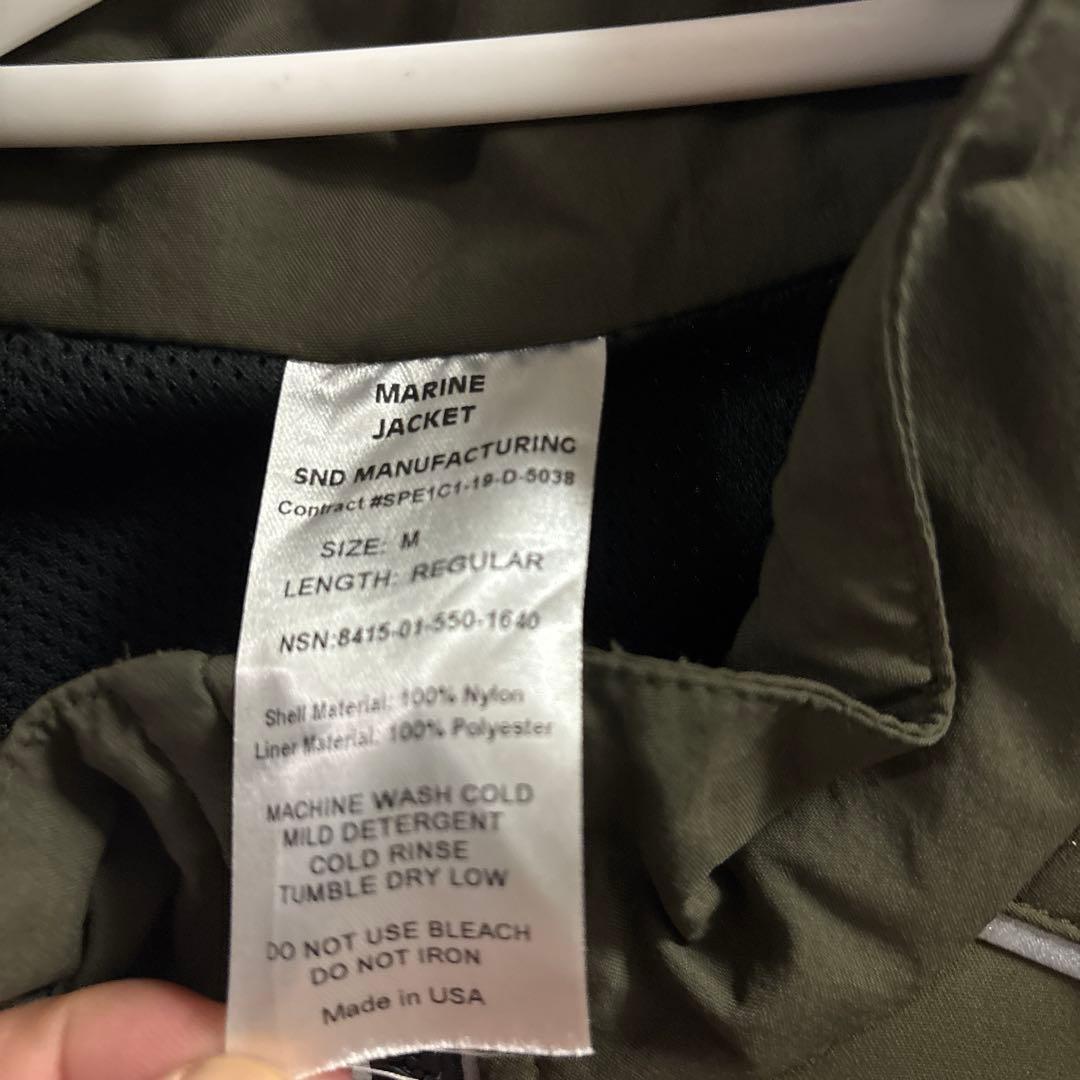 MARINE
JACKET
SND MANUFACTURING
Contract #SPE1C1-19-D-5038
SIZE: M
LENGTH: REGULAR
NSN:8415-01-550-1640
Shell Material: 100% Nylon
Liner Material: 100% Polyester
MACHINE WASH COLD
MILD DETERGENT
COLD RINSE
TUMBLE DRY LOW
DO NOT USE BLEACH
DO NOT IRON
Made in USA